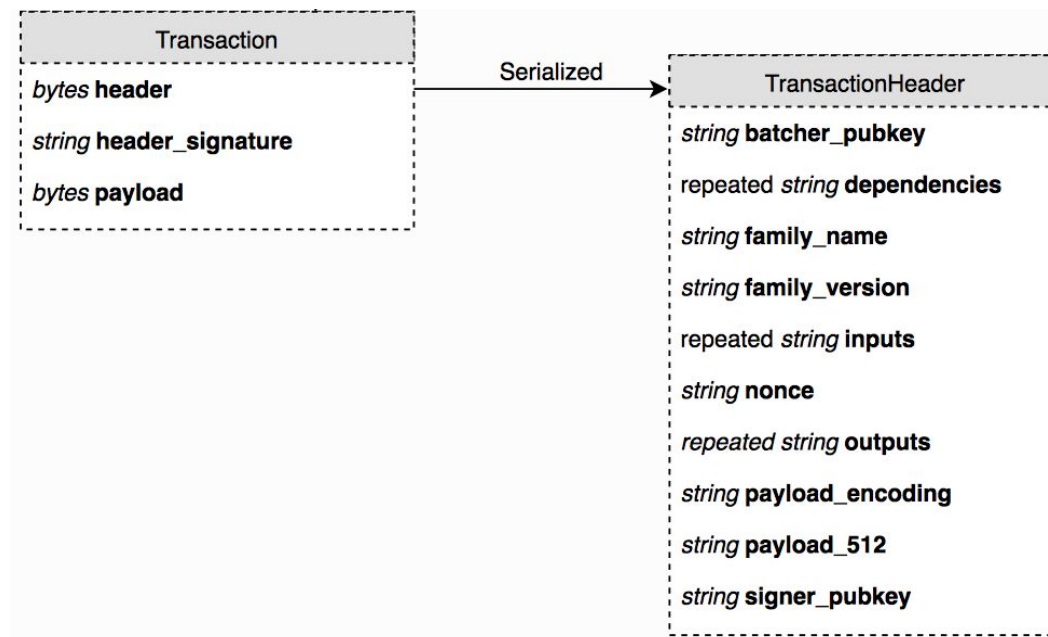 Transaction
bytes header
string header_signature
bytes payload
Serialized
TransactionHeader
string batcher_pubkey
repeated string dependencies
string family_name
string family_version
repeated string inputs
string nonce
repeated string outputs
string payload_encoding
string payload_512
string signer_pubkey